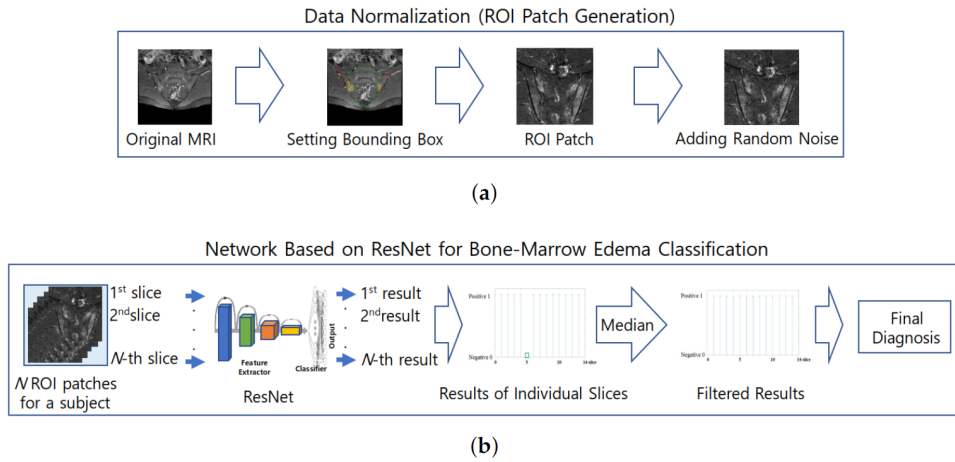 Data Normalization (ROI Patch Generation)
Original MRI
Setting Bounding Box
ROI Patch
Adding Random Noise
(a)
Network Based on ResNet for Bone-Marrow Edema Classification
N ROI patches
for a subject
1st slice
2ndslice
N-th slice
Feature
Extractor
Classifier
Output
ResNet
1st result
2ndresult
N-th result
Positive 1
Negative 0
0 5 10 14 slice
Results of Individual Slices
Median
Positive 1
Negative 0
0 5 10 14 slice
Filtered Results
Final
Diagnosis
(b)